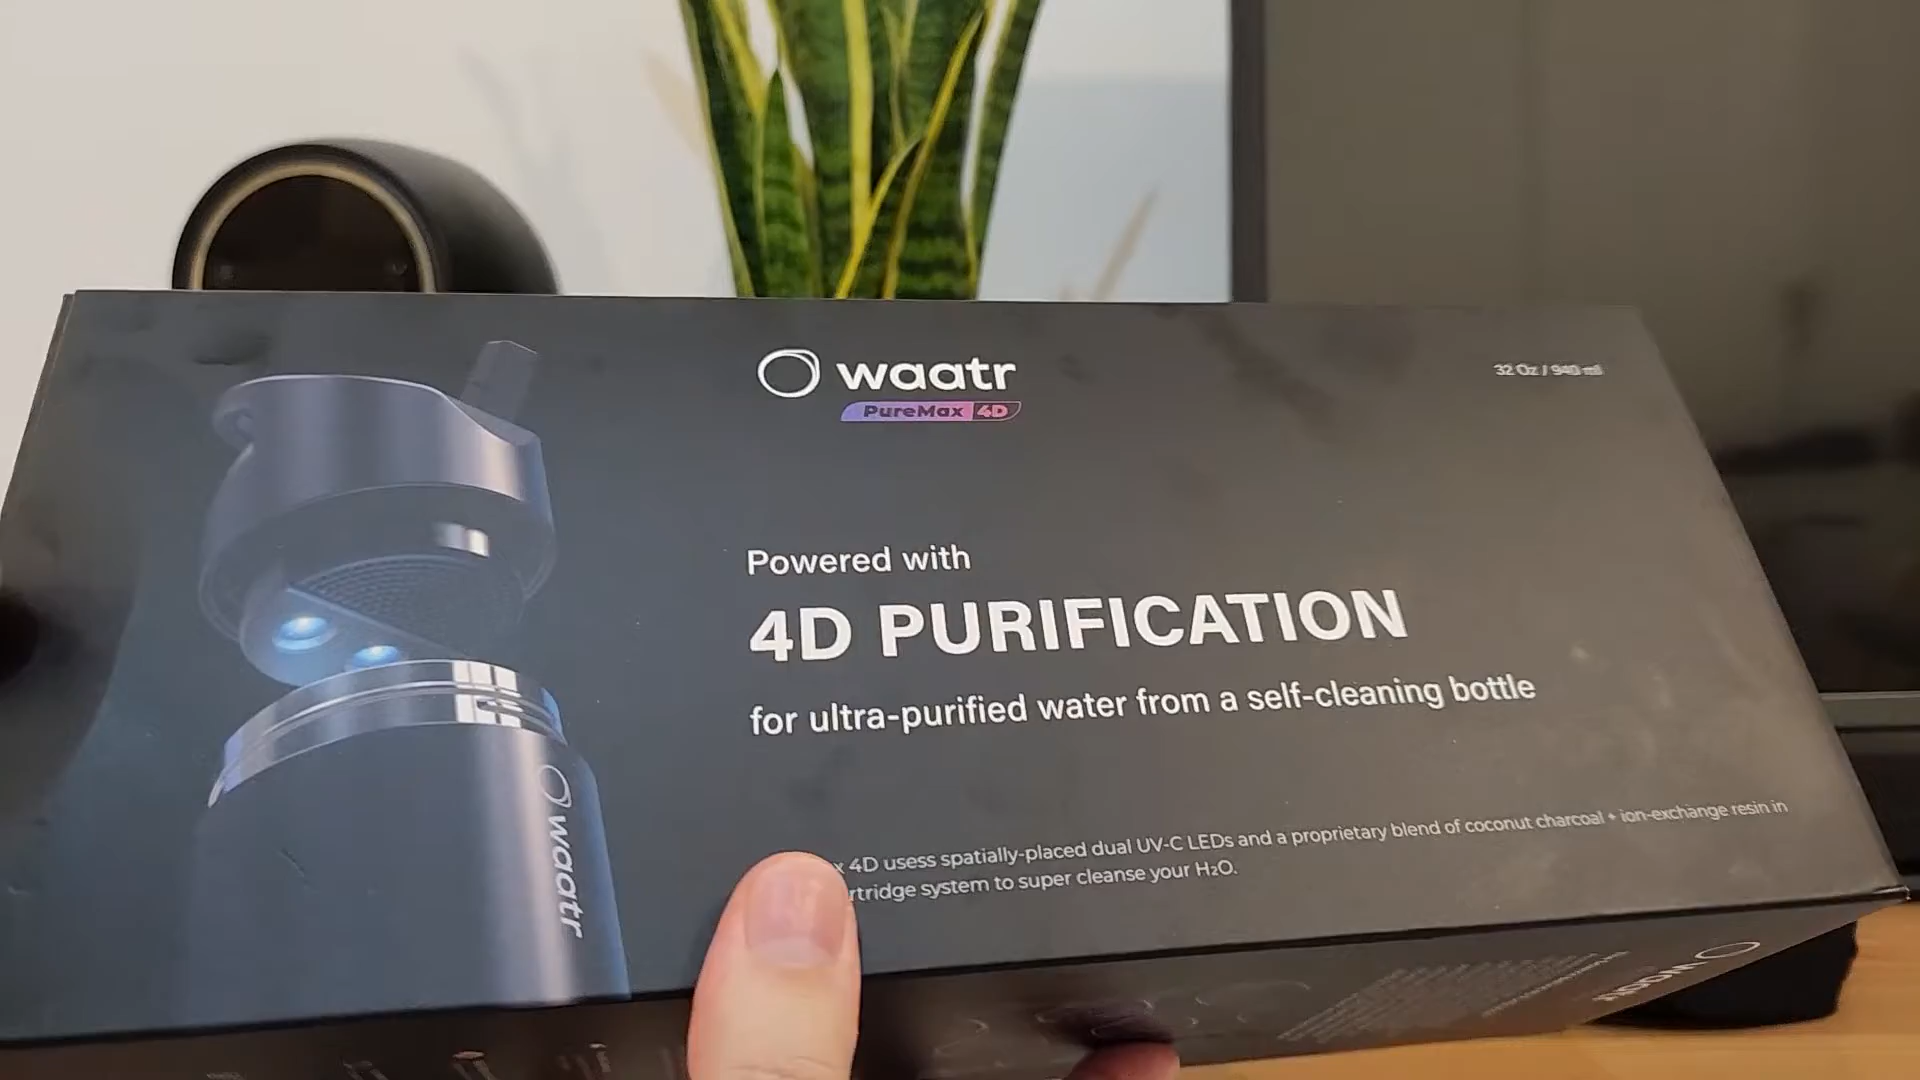 waatr
PureMax 4D
32 Oz / 940 ml
Powered with
4D PURIFICATION
for ultra-purified water from a self-cleaning bottle
4D usess spatially-placed dual UV-C LEDs and a proprietary blend of coconut charcoal + ion-exchange resin in
system to super cleanse your H₂O.
waatr
waatr